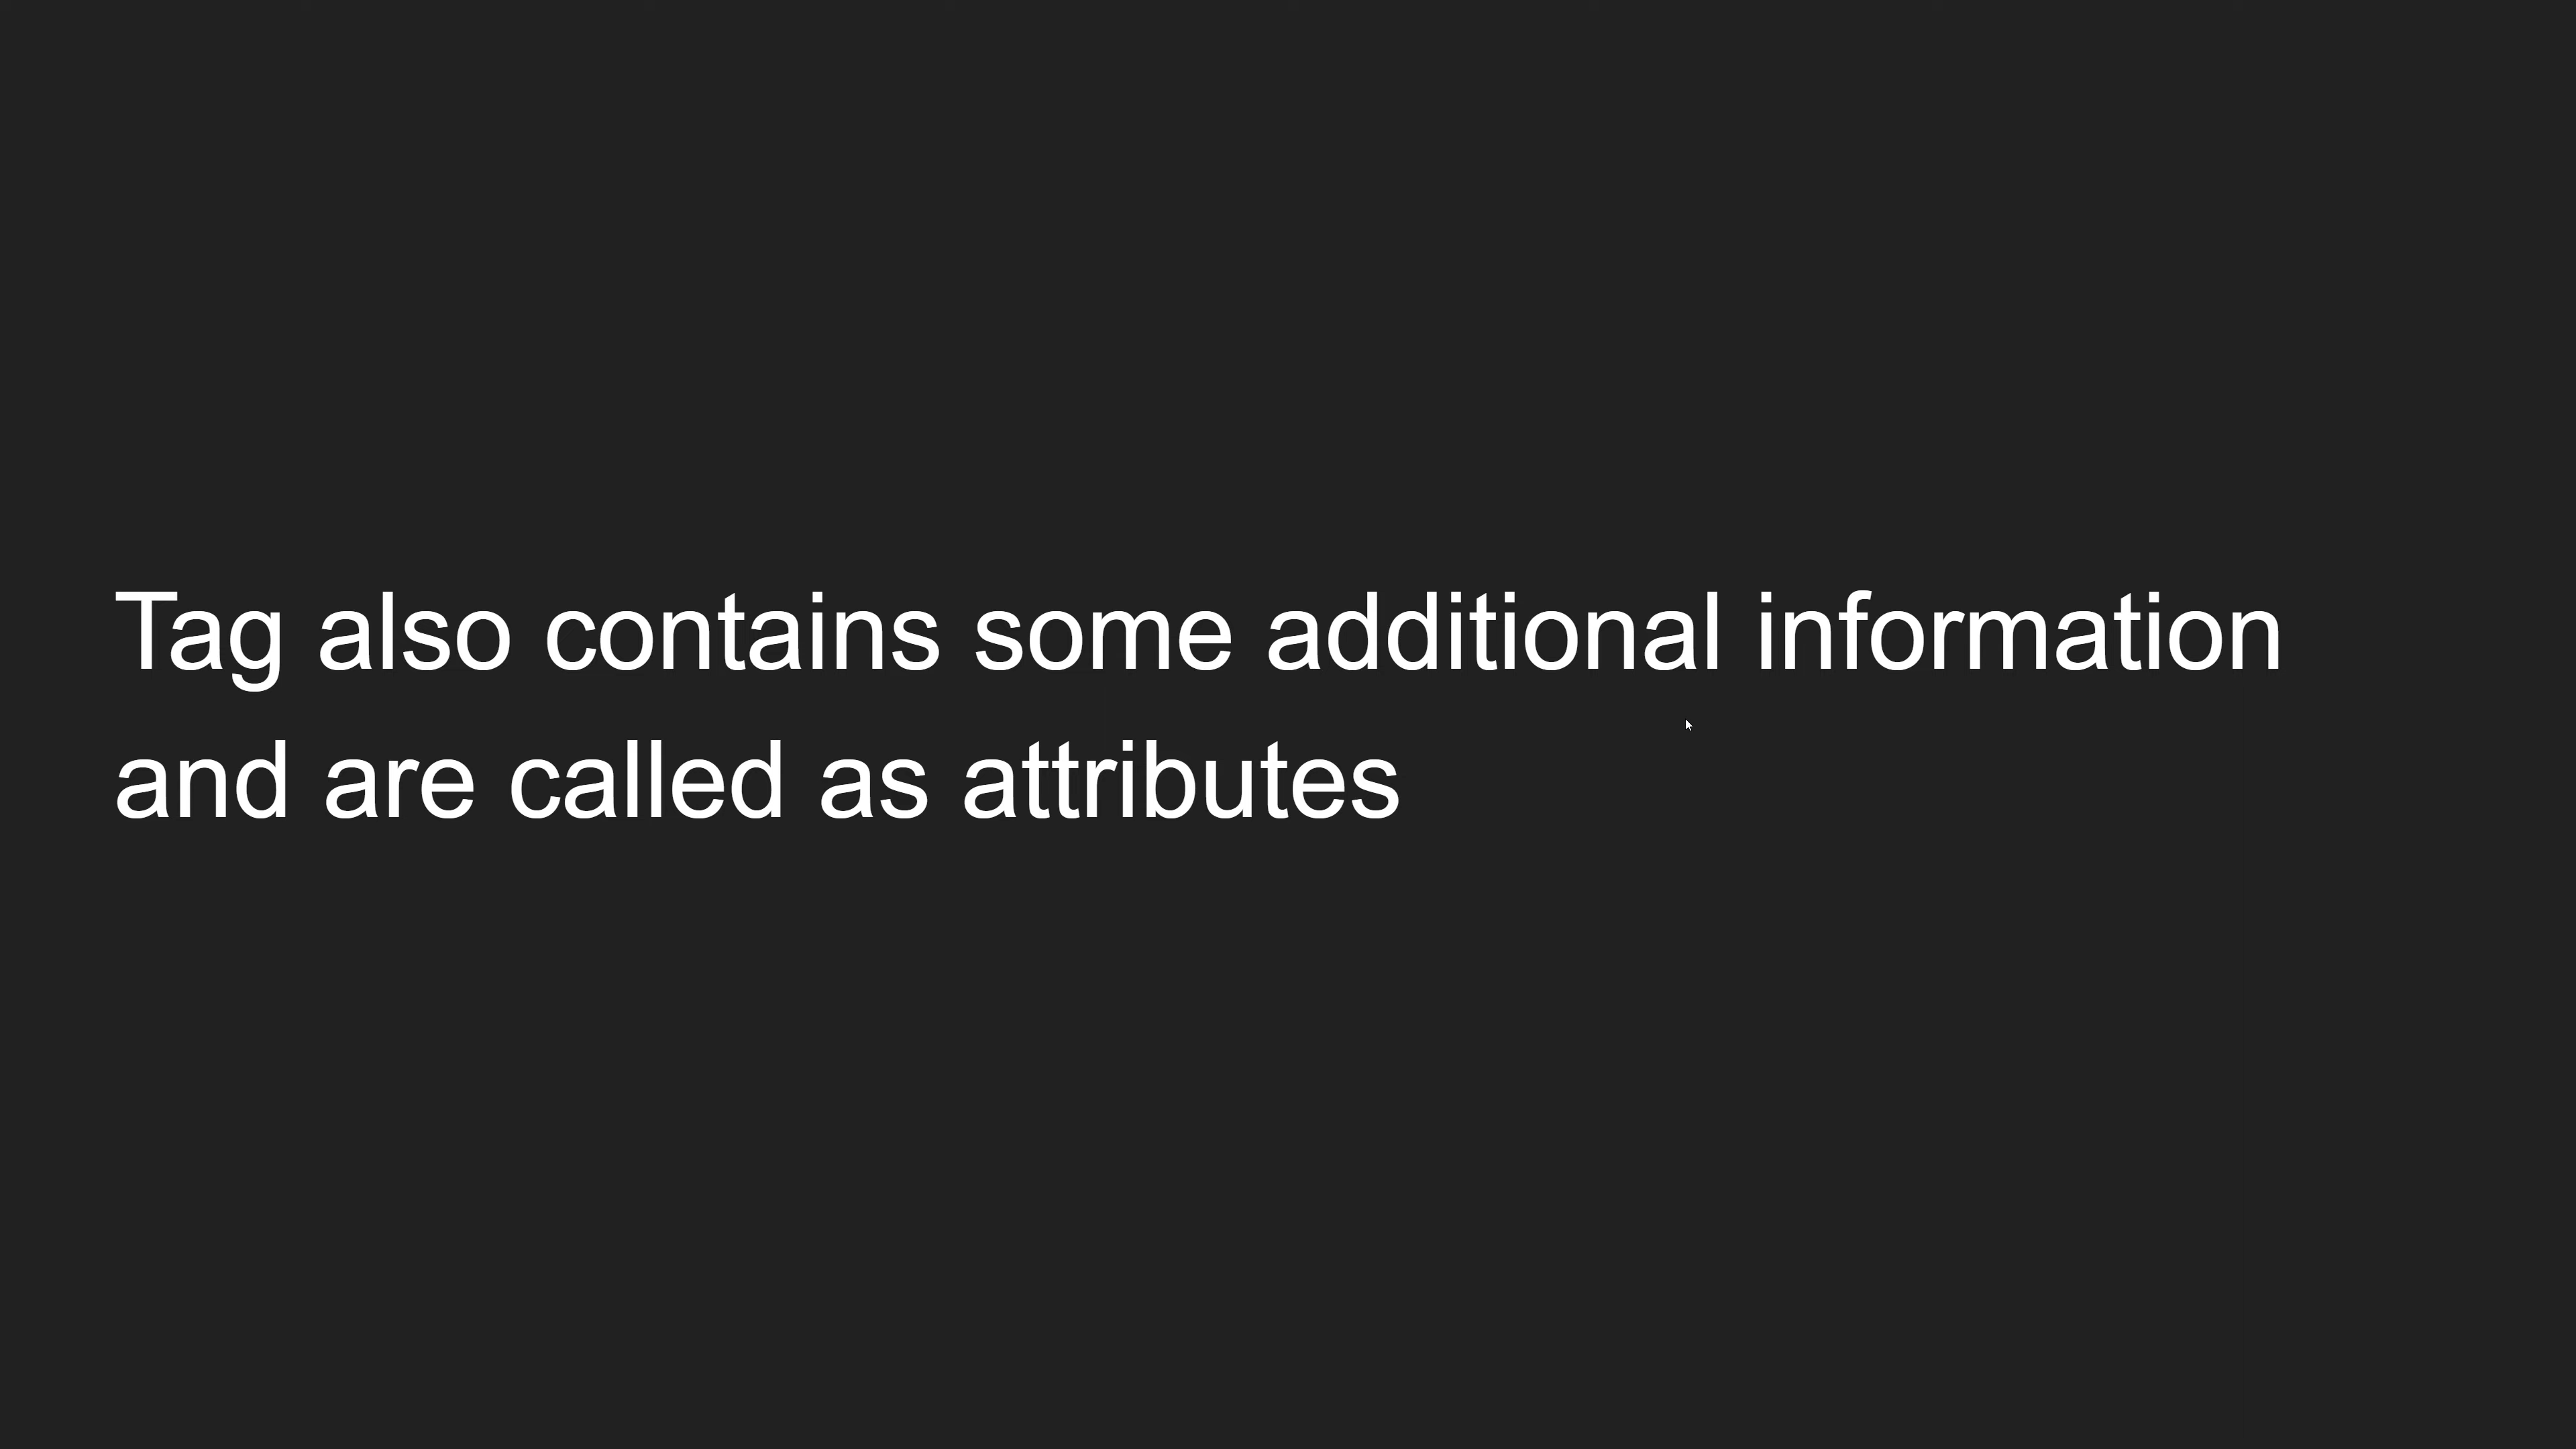 Tag also contains some additional information
and are called as attributes